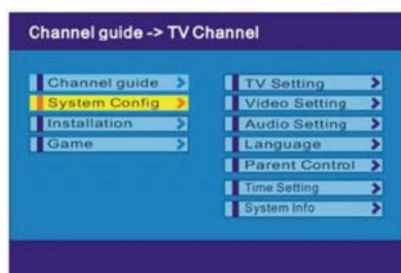 Channel guide -> TV Channel
Channel guide
System Config
Installation
Game
TV Setting
Video Setting
Audio Setting
Language
Parent Control
Time Setting
System Info